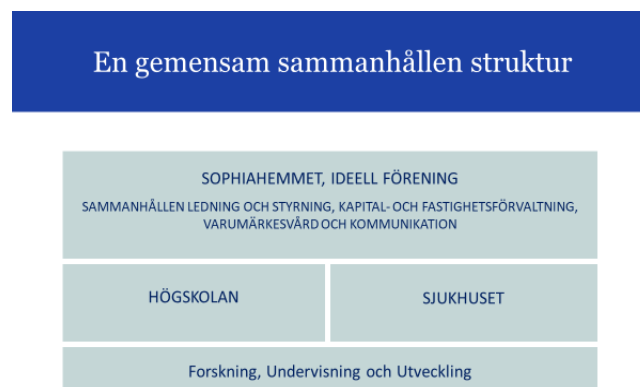 En gemensam sammanhållen struktur
SOPHIAHEMMET, IDEELL FÖRENING
SAMMANHÅLLEN LEDNING OCH STYRNING, KAPITAL- OCH FASTIGHETSFÖRVALTNING,
VARUMÄRKESVÅRD OCH KOMMUNIKATION
HÖGSKOLAN
SJUKHUSET
Forskning, Undervisning och Utveckling